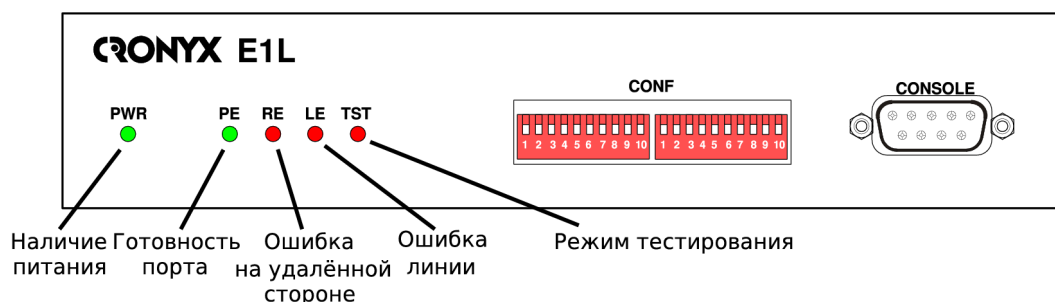 CRONYX E1L
CONF
CONSOLE
PWR PE RE LE TST
1 2 3 4 5 6 7 8 9 10 1 2 3 4 5 6 7 8 9 10
Наличие питания
Готовность порта
Ошибка на удалённой стороне
Ошибка линии
Режим тестирования